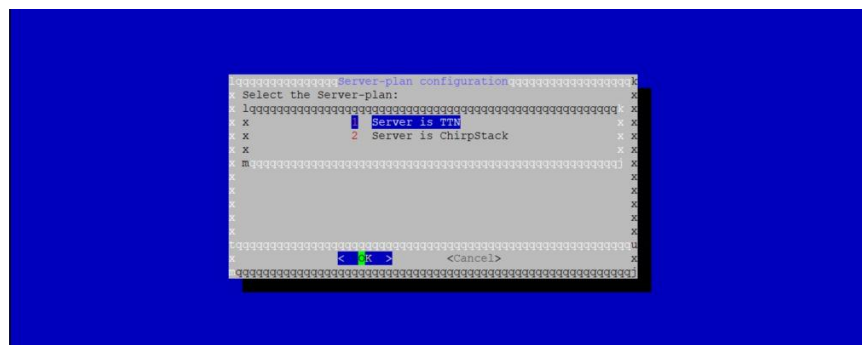 Server-plan configuration
Select the Server-plan:
1 Server is TTN
2 Server is ChirpStack
< OK > <Cancel>